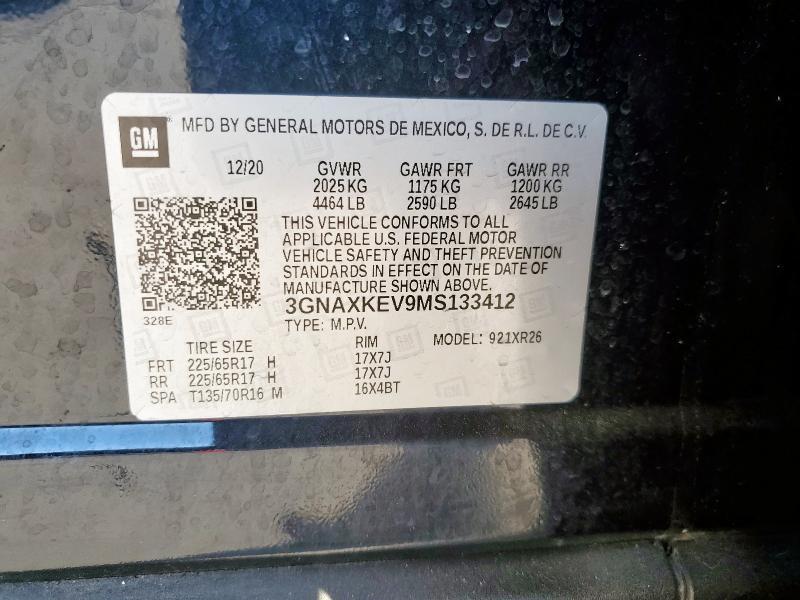 GM MFD BY GENERAL MOTORS DE MEXICO, S. DE R.L. DE C.V.
12/20 GVWR GAWR FRT GAWR RR
2025 KG 1175 KG 1200 KG
4464 LB 2590 LB 2645 LB
THIS VEHICLE CONFORMS TO ALL
APPLICABLE U.S. FEDERAL MOTOR
VEHICLE SAFETY AND THEFT PREVENTION
STANDARDS IN EFFECT ON THE DATE OF
MANUFACTURE SHOWN ABOVE.
3GNAXKEV9MS133412
328E
TYPE: M.P.V. MODEL: 921XR26
TIRE SIZE RIM
FRT 225/65R17 H 17X7J
RR 225/65R17 H 17X7J
SPA T135/70R16 M 16X4BT